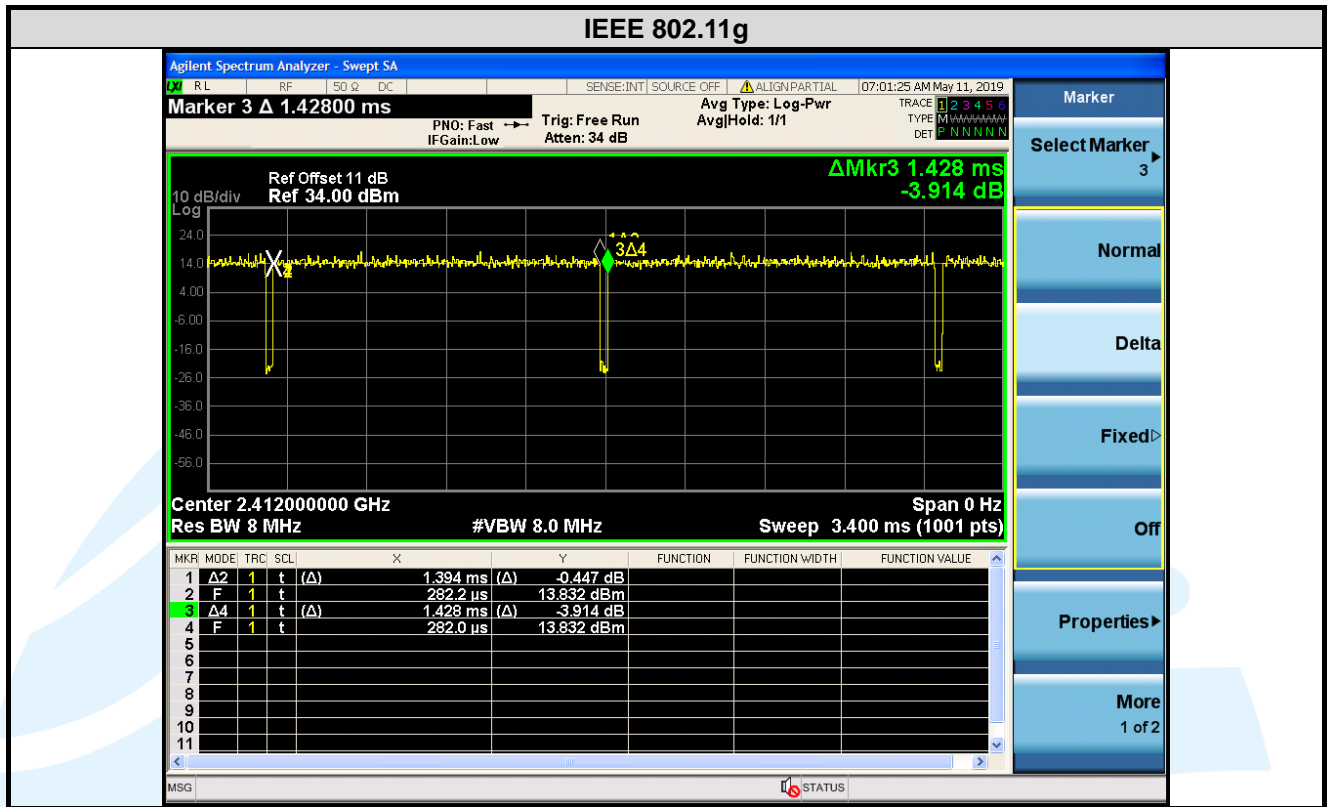 IEEE 802.11g
Agilent Spectrum Analyzer - Swept SA
LXI RL RF 50 Ω DC SENSE:INT SOURCE OFF ALIGN PARTIAL 07:01:25 AM May 11, 2019
Marker 3 Δ 1.42800 ms
PNO: Fast
IFGain:Low
Trig: Free Run
Atten: 34 dB
Avg Type: Log-Pwr
Avg|Hold: 1/1
TRACE 1 2 3 4 5 6
TYPE M
DET P N N N N N
ΔMkr3 1.428 ms
-3.914 dB
Ref Offset 11 dB
10 dB/div Ref 34.00 dBm
Log
24.0
14.0
4.00
-6.00
-16.0
-26.0
-36.0
-46.0
-56.0
3Δ4
Center 2.412000000 GHz Span 0 Hz
Res BW 8 MHz #VBW 8.0 MHz Sweep 3.400 ms (1001 pts)
MKR MODE TRC SCL X Y FUNCTION FUNCTION WIDTH FUNCTION VALUE
1 Δ2 1 t (Δ) 1.394 ms (Δ) -0.447 dB
2 F 1 t 282.2 µs 13.832 dBm
3 Δ4 1 t (Δ) 1.428 ms (Δ) -3.914 dB
4 F 1 t 282.0 µs 13.832 dBm
5
6
7
8
9
10
11
MSG STATUS
Marker
Select Marker
3
Normal
Delta
Fixed
Off
Properties
More
1 of 2